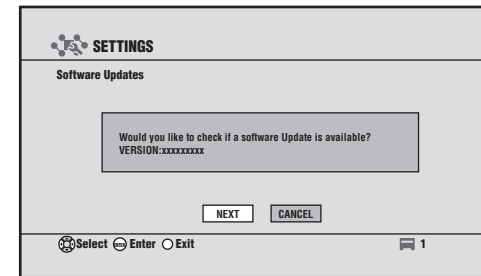 SETTINGS
Software Updates
Would you like to check if a software Update is available?
VERSION:xxxxxxxxx
NEXT CANCEL
Select Enter Exit 1